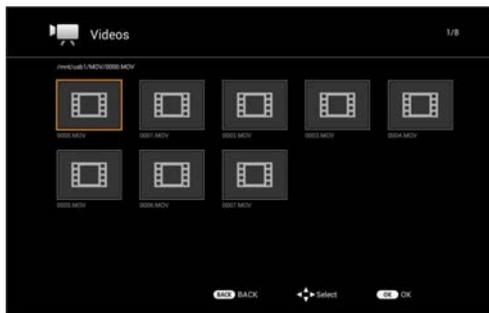 Videos
1/8
/mnt/usb1/MOV/0000.MOV
0000.MOV 0001.MOV 0002.MOV 0003.MOV 0004.MOV
0005.MOV 0006.MOV 0007.MOV
BACK BACK Select OK OK